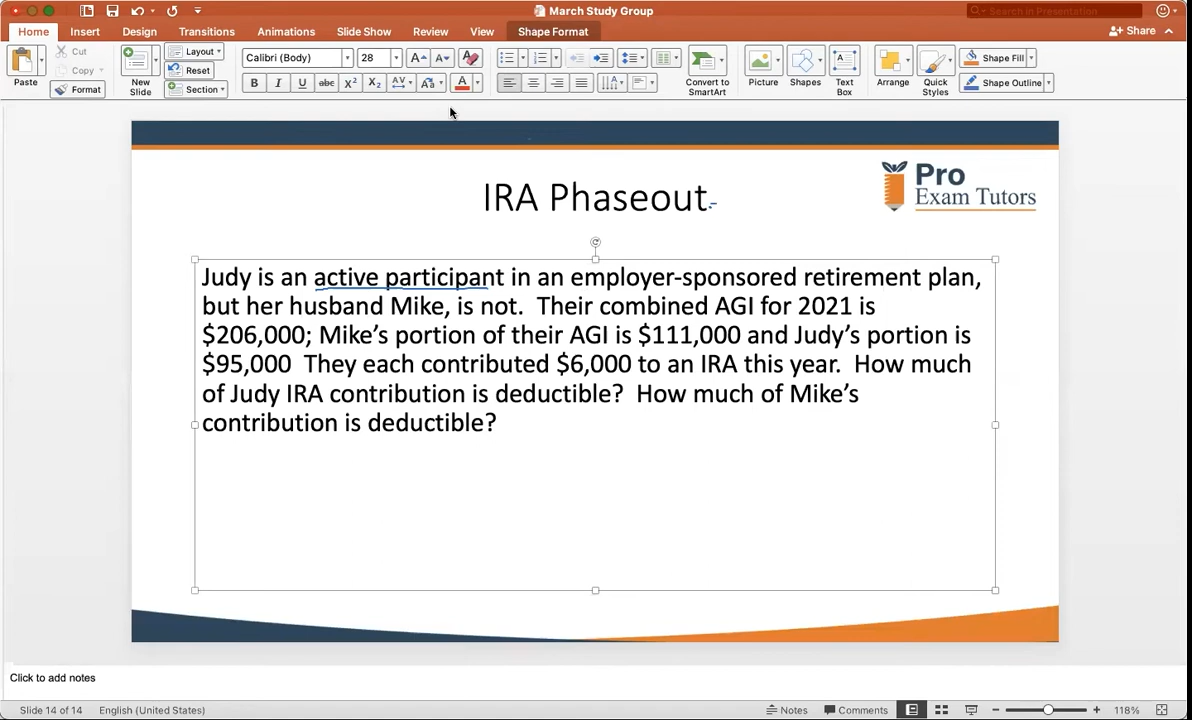 March Study Group
Search in Presentation
Home Insert Design Transitions Animations Slide Show Review View Shape Format Share
Paste Cut Copy Format
New Slide Layout Reset Section
Calibri (Body) 28
Convert to SmartArt Picture Shapes Text Box Arrange Quick Styles Shape Fill Shape Outline
IRA Phaseout
Pro
Exam Tutors
Judy is an active participant in an employer-sponsored retirement plan,
but her husband Mike, is not. Their combined AGI for 2021 is
$206,000; Mike’s portion of their AGI is $111,000 and Judy’s portion is
$95,000 They each contributed $6,000 to an IRA this year. How much
of Judy IRA contribution is deductible? How much of Mike’s
contribution is deductible?
Click to add notes
Slide 14 of 14 English (United States) Notes Comments 118%